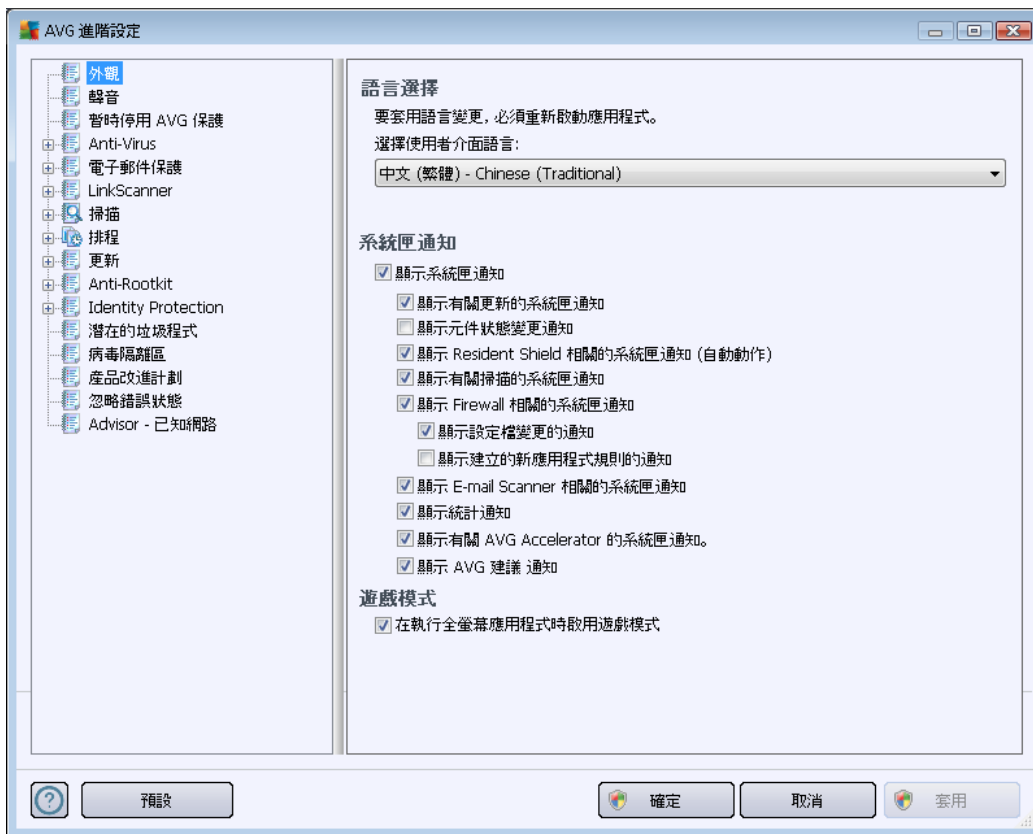 AVG 進階設定
外觀
聲音
暫時停用 AVG 保護
Anti-Virus
電子郵件保護
LinkScanner
掃描
排程
更新
Anti-Rootkit
Identity Protection
潛在的垃圾程式
病毒隔離區
產品改進計劃
忽略錯誤狀態
Advisor - 已知網路
語言選擇
要套用語言變更,必須重新啟動應用程式。
選擇使用者介面語言:
中文 (繁體) - Chinese (Traditional)
系統匣通知
顯示系統匣通知
顯示有關更新的系統匣通知
顯示元件狀態變更通知
顯示 Resident Shield 相關的系統匣通知 (自動動作)
顯示有關掃描的系統匣通知
顯示 Firewall 相關的系統匣通知
顯示設定檔變更的通知
顯示建立的新應用程式規則的通知
顯示 E-mail Scanner 相關的系統匣通知
顯示統計通知
顯示有關 AVG Accelerator 的系統匣通知。
顯示 AVG 建議 通知
遊戲模式
在執行全螢幕應用程式時啟用遊戲模式
? 預設 確定 取消 套用